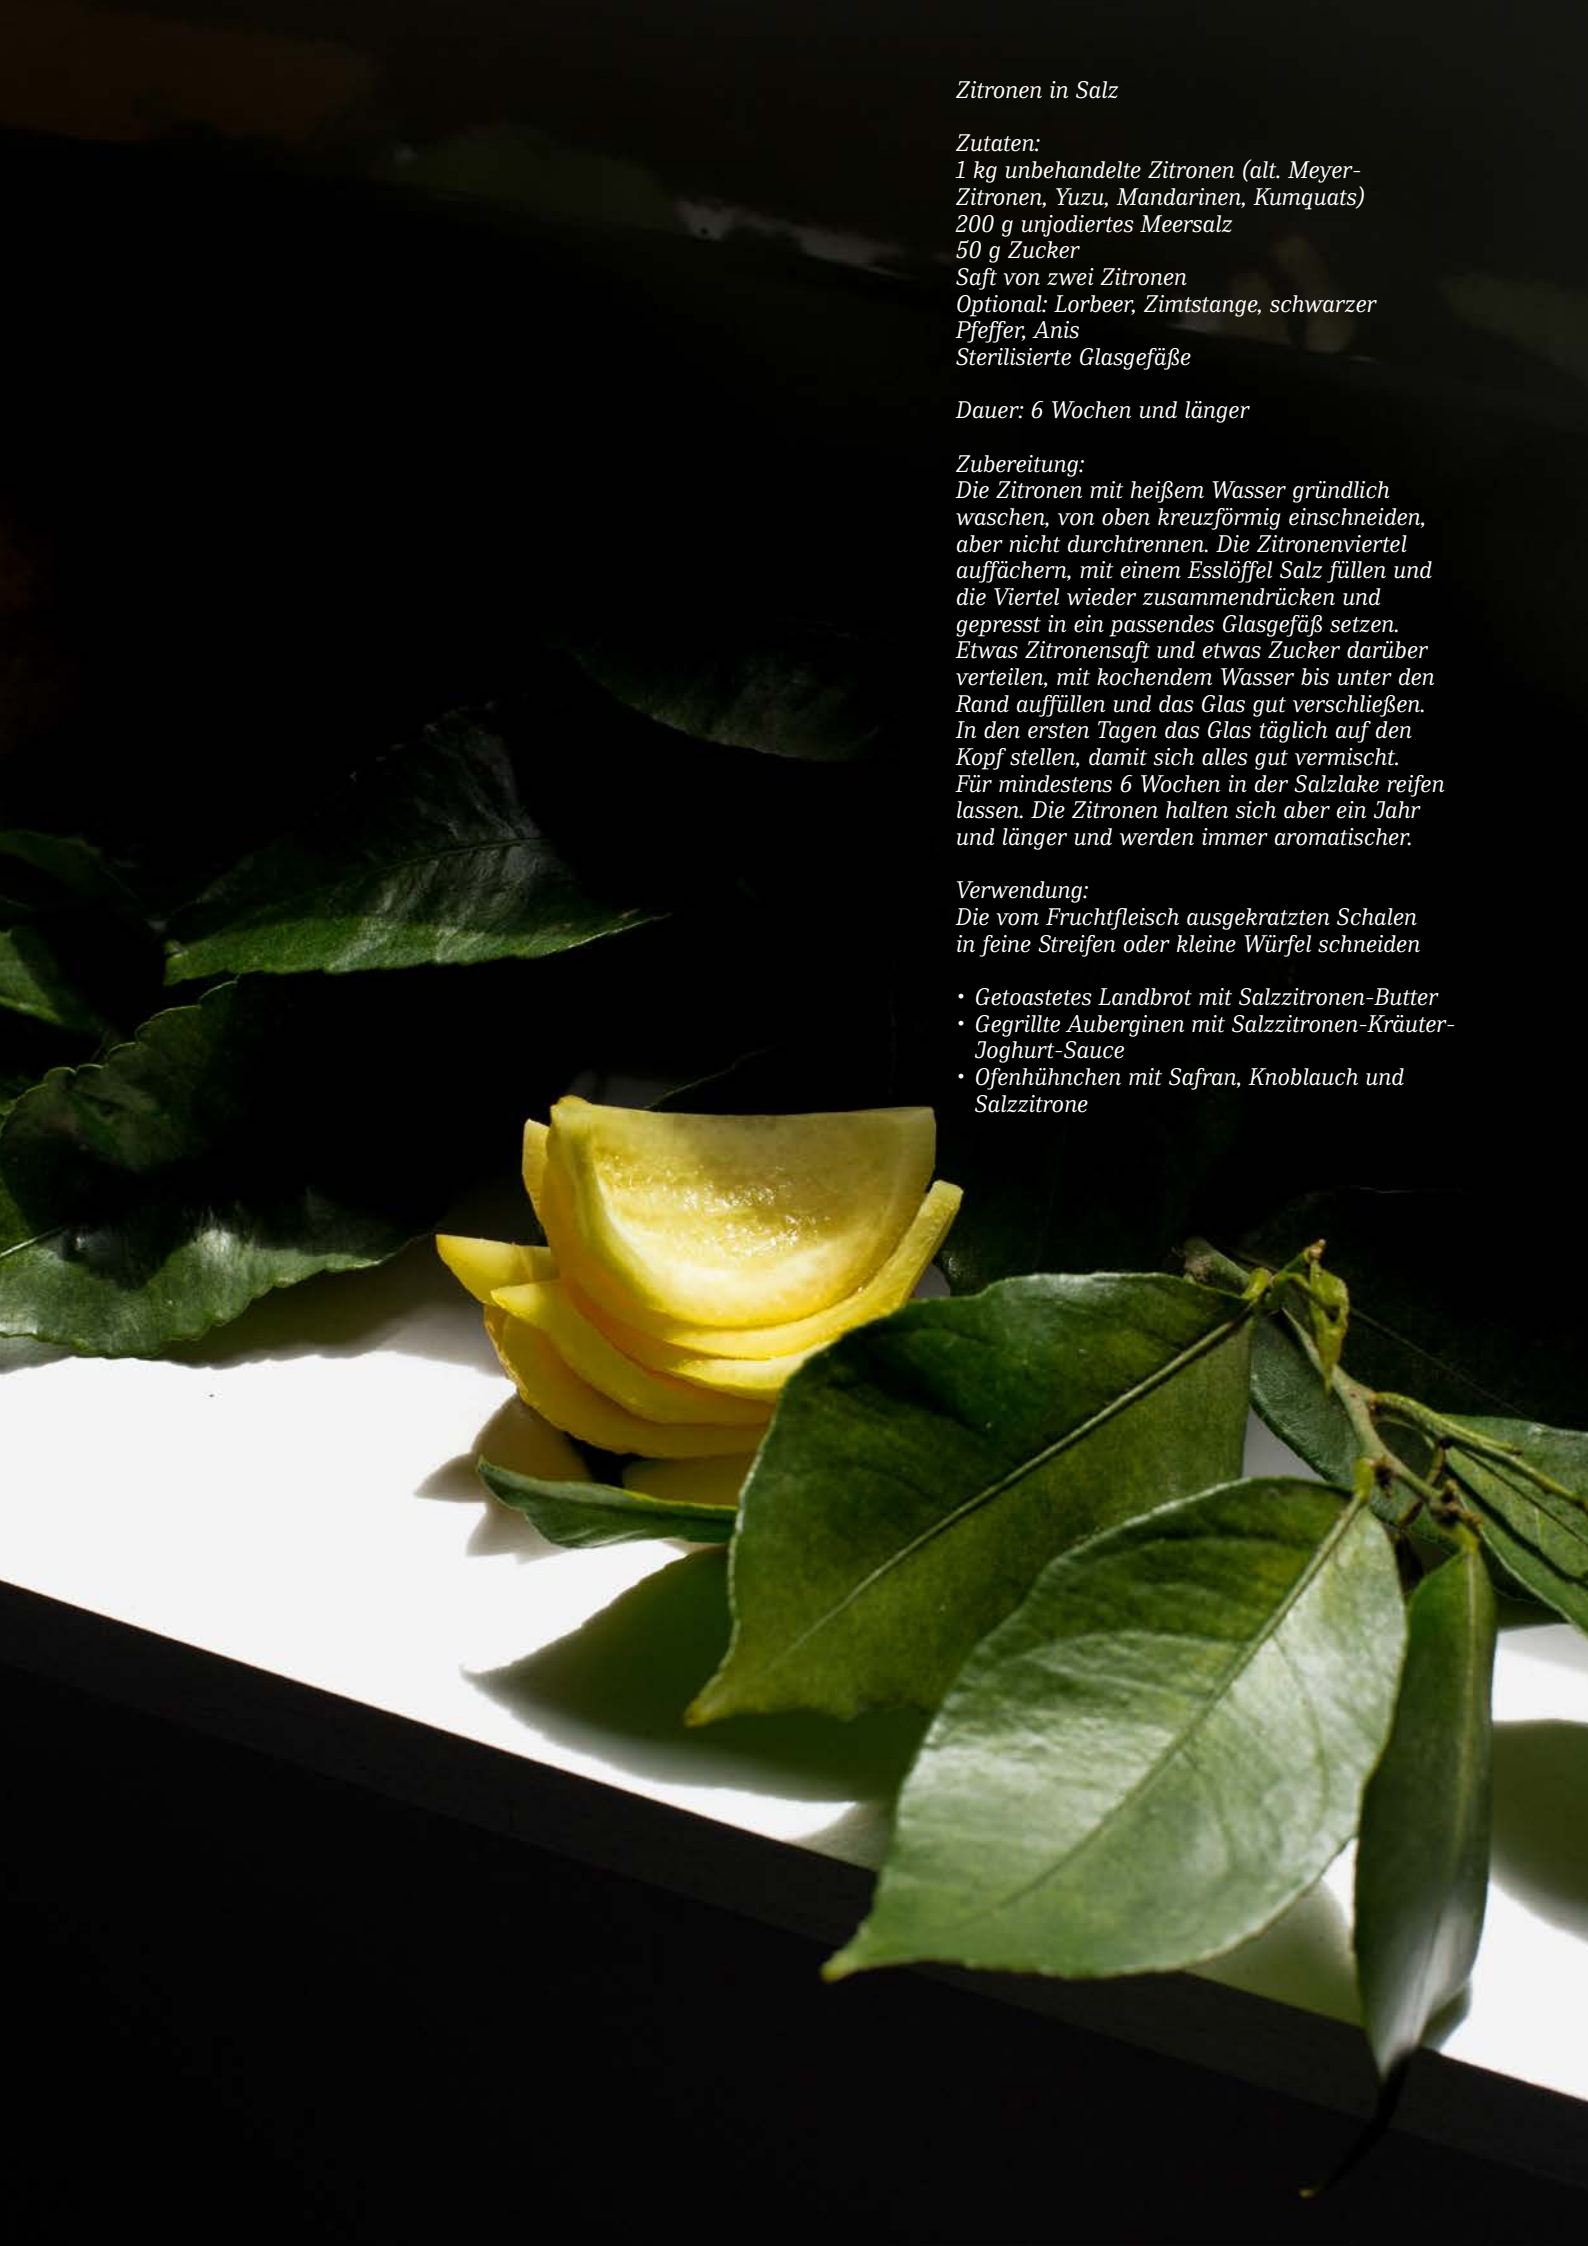 Zitronen in Salz
Zutaten:
1 kg unbehandelte Zitronen (alt. Meyer-
Zitronen, Yuzu, Mandarinen, Kumquats)
200 g unjodiertes Meersalz
50 g Zucker
Saft von zwei Zitronen
Optional: Lorbeer, Zimtstange, schwarzer
Pfeffer, Anis
Sterilisierte Glasgefäße
Dauer: 6 Wochen und länger
Zubereitung:
Die Zitronen mit heißem Wasser gründlich
waschen, von oben kreuzförmig einschneiden,
aber nicht durchtrennen. Die Zitronenviertel
auffächern, mit einem Esslöffel Salz füllen und
die Viertel wieder zusammendrücken und
gepresst in ein passendes Glasgefäß setzen.
Etwas Zitronensaft und etwas Zucker darüber
verteilen, mit kochendem Wasser bis unter den
Rand auffüllen und das Glas gut verschließen.
In den ersten Tagen das Glas täglich auf den
Kopf stellen, damit sich alles gut vermischt.
Für mindestens 6 Wochen in der Salzlake reifen
lassen. Die Zitronen halten sich aber ein Jahr
und länger und werden immer aromatischer.
Verwendung:
Die vom Fruchtfleisch ausgekratzten Schalen
in feine Streifen oder kleine Würfel schneiden
• Getoastetes Landbrot mit Salzzitronen-Butter
• Gegrillte Auberginen mit Salzzitronen-Kräuter-
Joghurt-Sauce
• Ofenhühnchen mit Safran, Knoblauch und
Salzzitrone